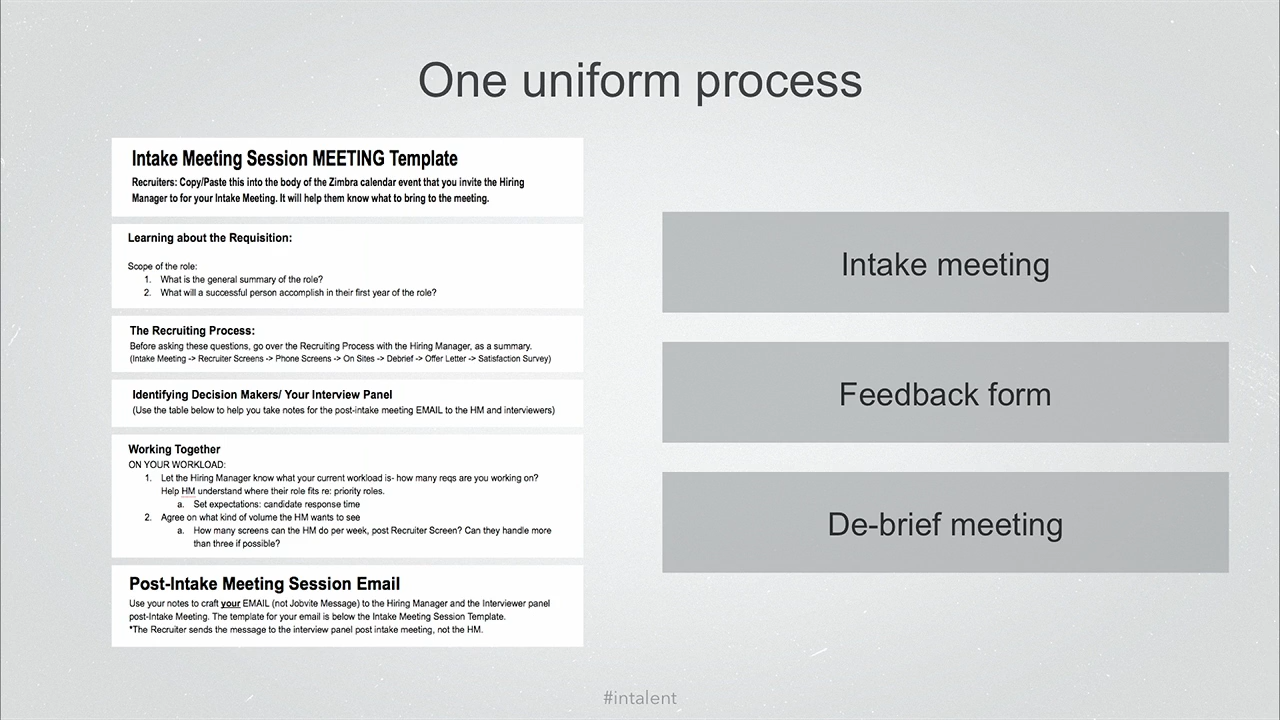 One uniform process
Intake Meeting Session MEETING Template
Recruiters: Copy/Paste this into the body of the Zimbra calendar event that you invite the Hiring
Manager to for your Intake Meeting. It will help them know what to bring to the meeting.
Learning about the Requisition:
Scope of the role:
1. What is the general summary of the role?
2. What will a successful person accomplish in their first year of the role?
The Recruiting Process:
Before asking these questions, go over the Recruiting Process with the Hiring Manager, as a summary.
(Intake Meeting -> Recruiter Screens -> Phone Screens -> On Sites -> Debrief -> Offer Letter -> Satisfaction Survey)
Identifying Decision Makers/ Your Interview Panel
(Use the table below to help you take notes for the post-intake meeting EMAIL to the HM and interviewers)
Working Together
ON YOUR WORKLOAD:
1. Let the Hiring Manager know what your current workload is- how many reqs are you working on?
Help HM understand where their role fits re: priority roles.
a. Set expectations: candidate response time
2. Agree on what kind of volume the HM wants to see
a. How many screens can the HM do per week, post Recruiter Screen? Can they handle more
than three if possible?
Post-Intake Meeting Session Email
Use your notes to craft your EMAIL (not Jobvite Message) to the Hiring Manager and the Interviewer panel
post-Intake Meeting. The template for your email is below the Intake Meeting Session Template.
*The Recruiter sends the message to the interview panel post intake meeting, not the HM.
Intake meeting
Feedback form
De-brief meeting
#intalent